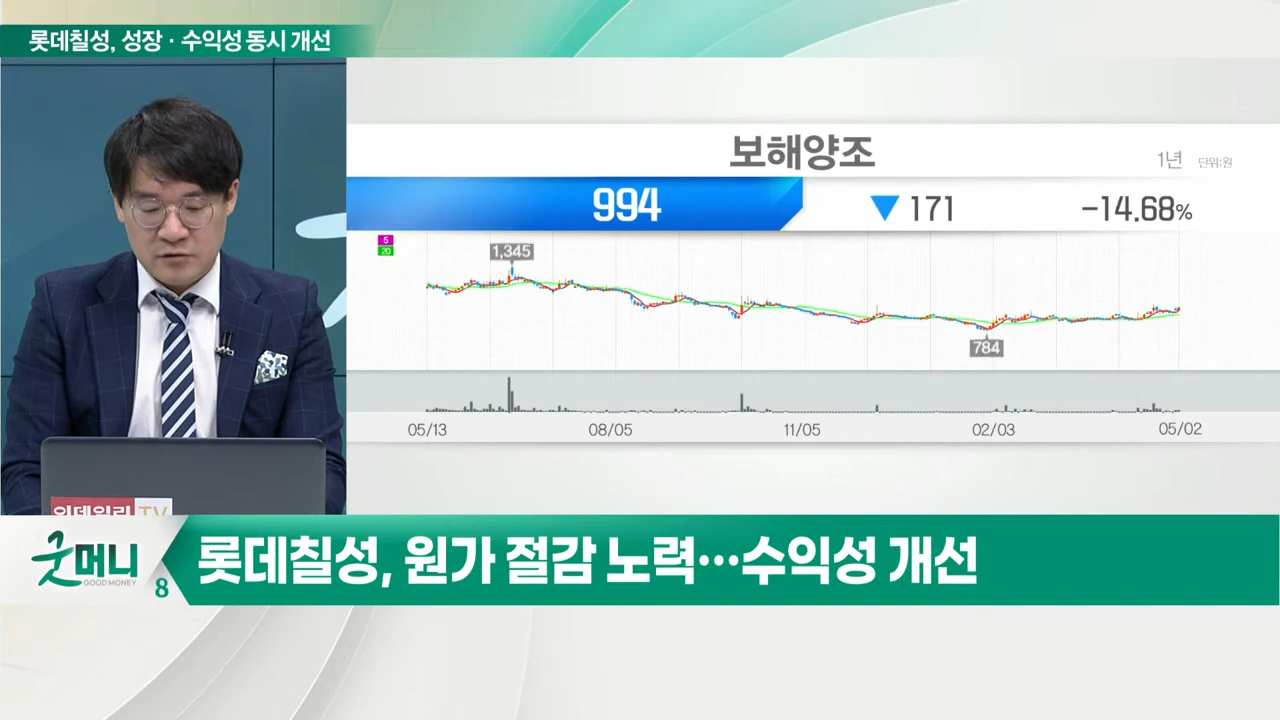 롯데칠성, 성장 · 수익성 동시 개선
보해양조
1년 단위:원
994 ▼ 171 -14.68%
5
20
1,345
784
05/13 08/05 11/05 02/03 05/02
이데일리 TV
굿머니
GOOD MONEY
8
롯데칠성, 원가 절감 노력…수익성 개선